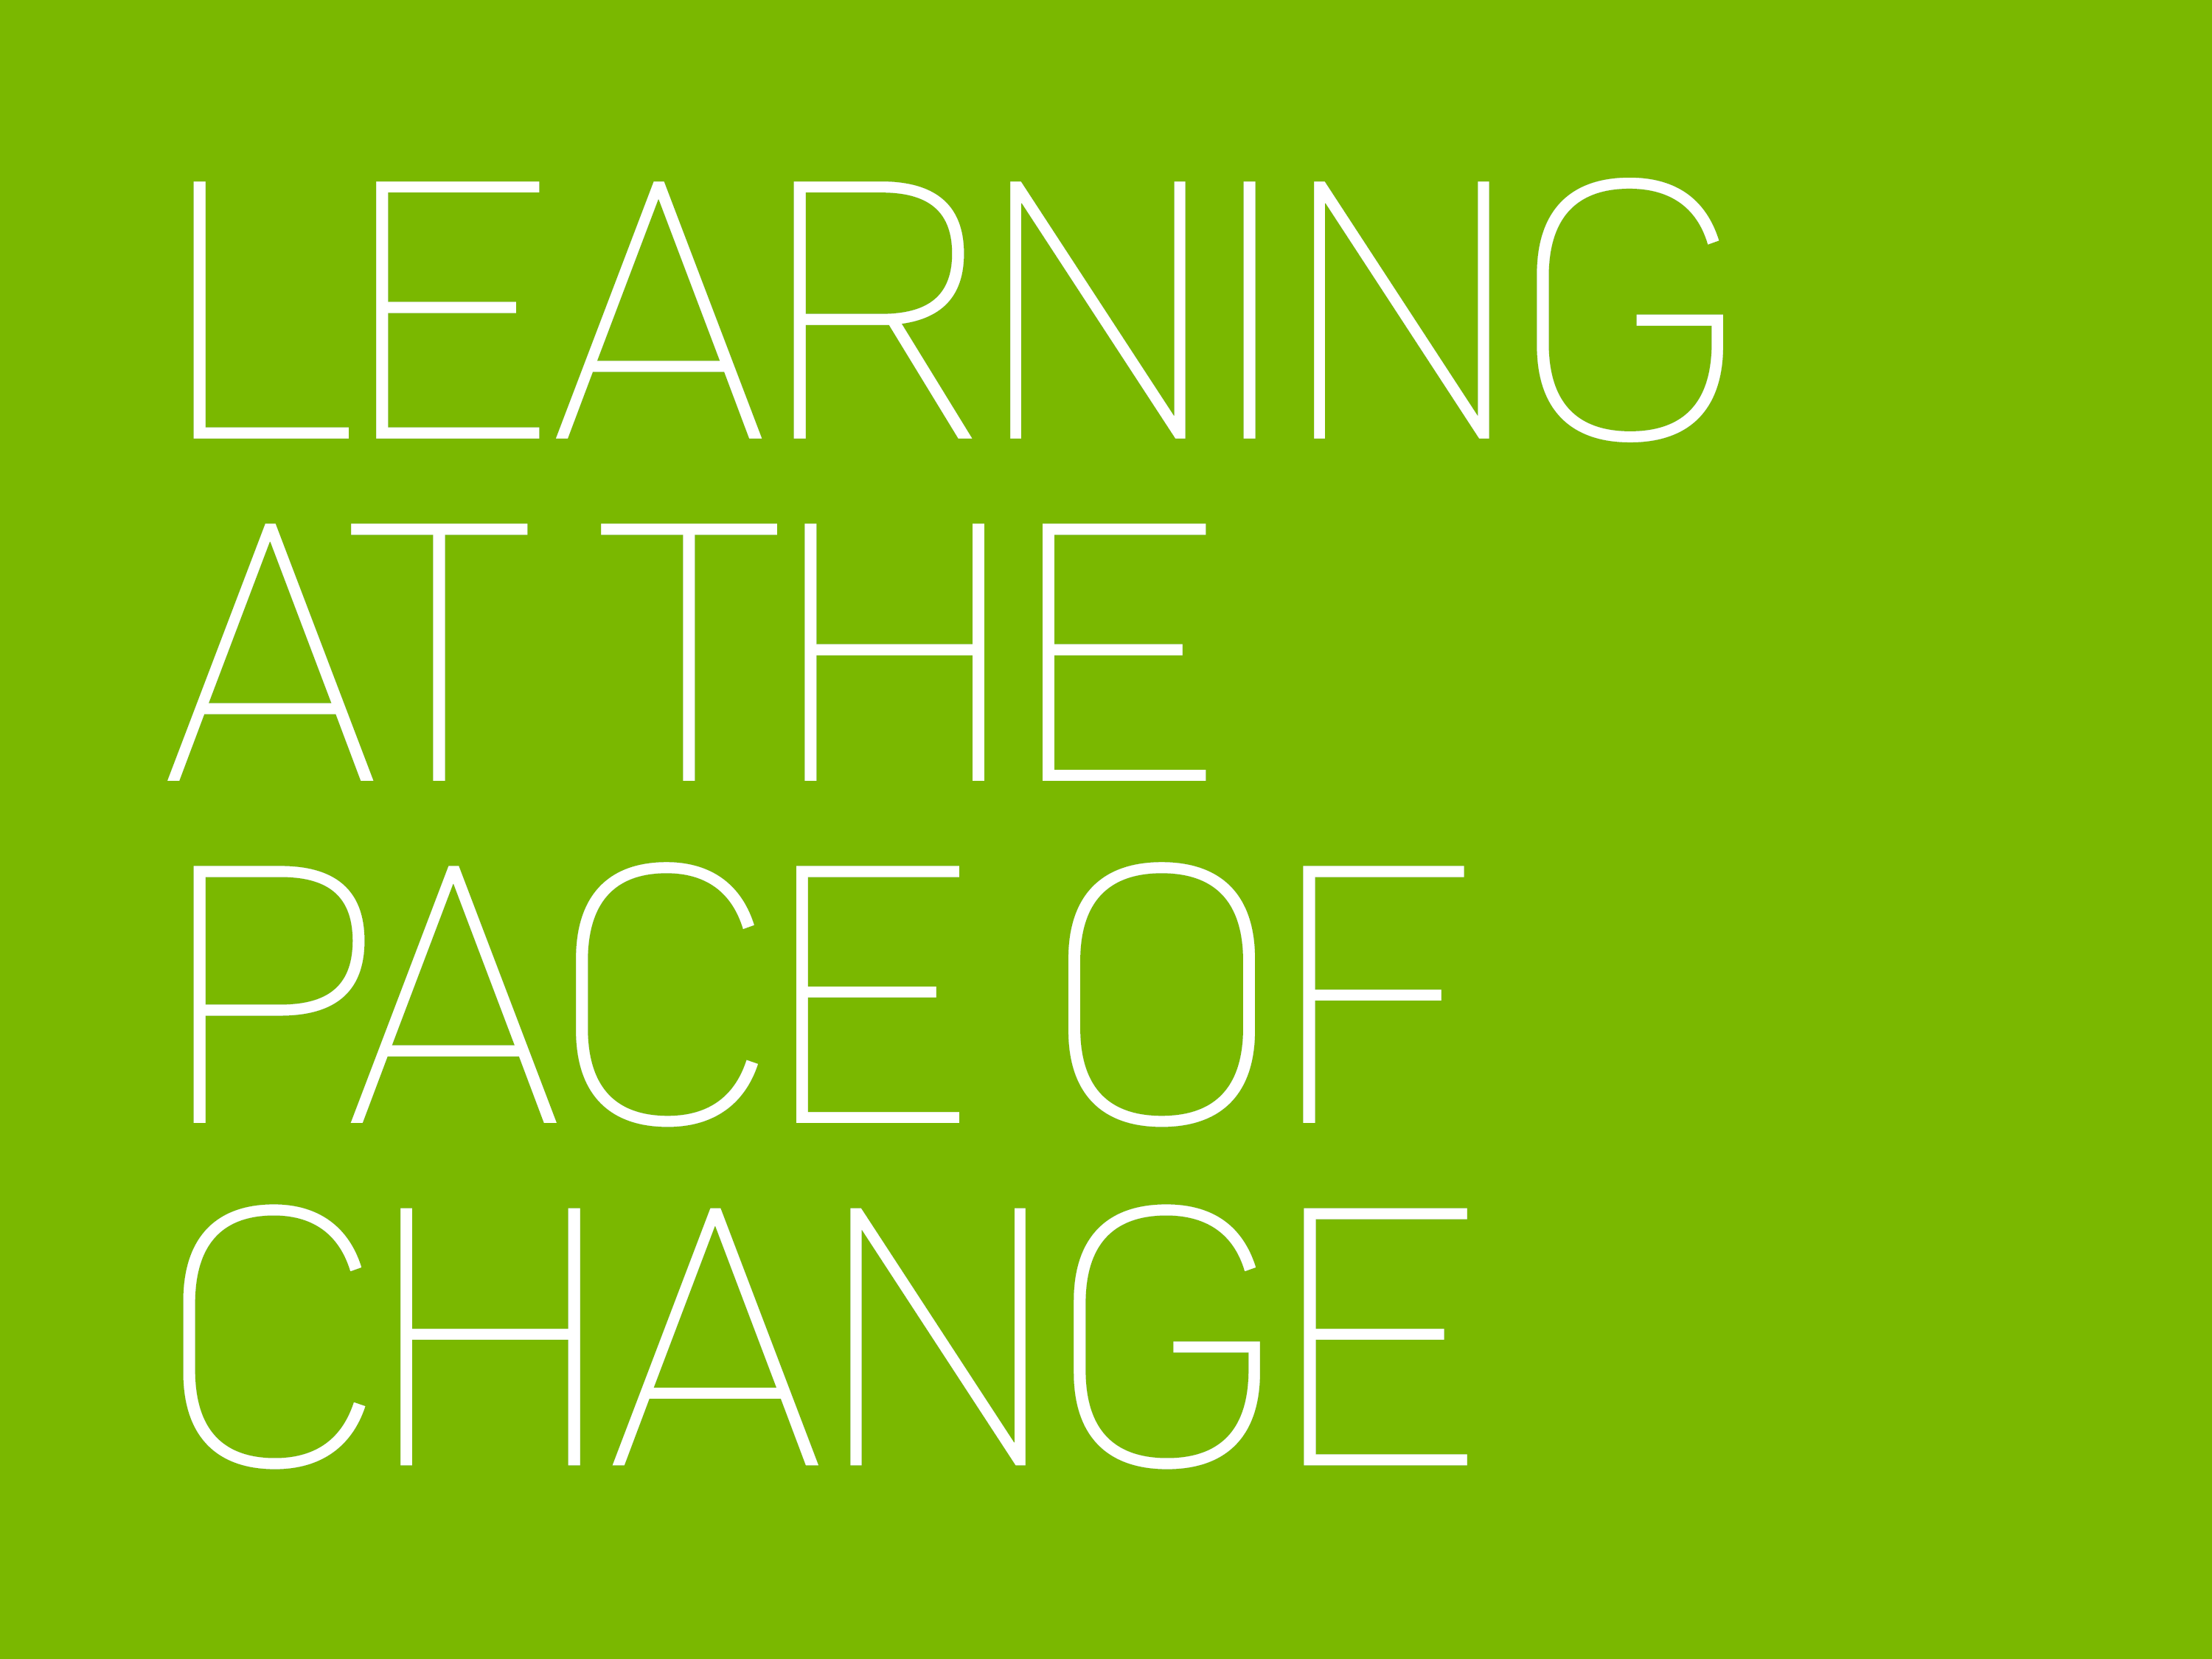 LEARNING
AT THE
PACE OF
CHANGE